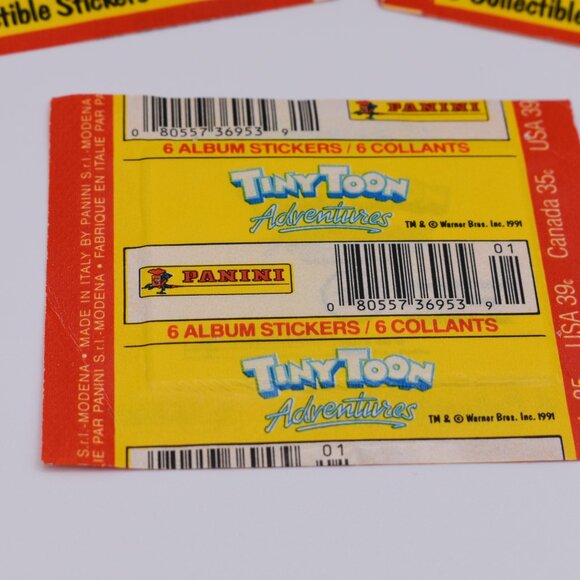 ctible Stickers
Collectible
0 80557 36953 9
PANINI
6 ALBUM STICKERS / 6 COLLANTS
TINY TOON
Adventures
TM & © Warner Bros. Inc. 1991
PANINI
01
0 80557 36953 9
6 ALBUM STICKERS / 6 COLLANTS
TINY TOON
Adventures
TM & © Warner Bros. Inc. 1991
01
S.r.l.-MODENA • MADE IN ITALY BY PANINI S.r.l.-MODENA
LIE PAR PANINI S.r.l.-MODENA • FABRIQUE EN ITALIE PAR PA
USA 39¢ Canada 35¢ USA 39